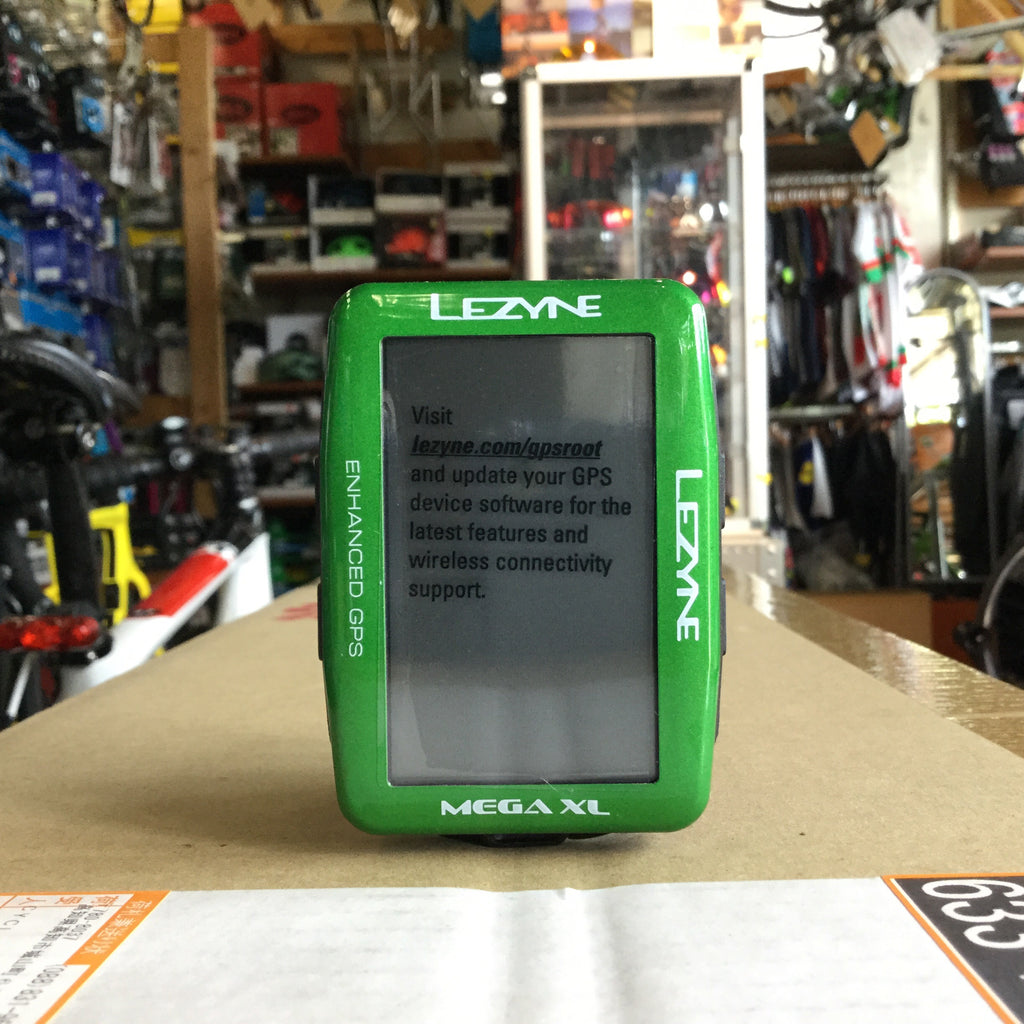 LEZYNE
Visit
lezyne.com/gpsroot
and update your GPS
device software for the
latest features and
wireless connectivity
support.
ENHANCED GPS
LEZYNE
MEGA XL
633